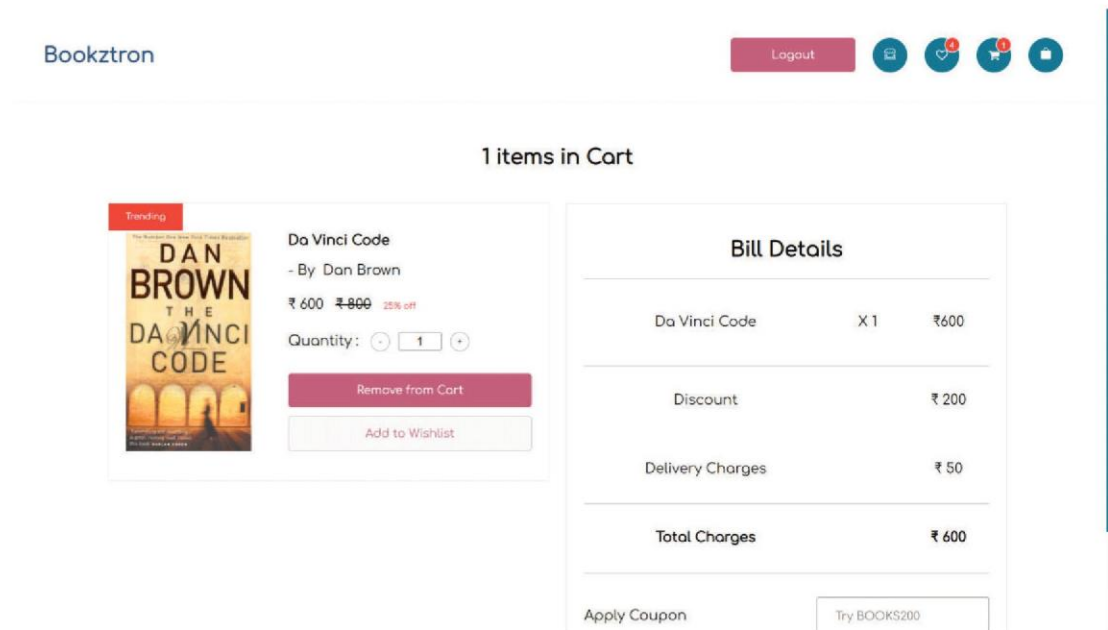 Bookztron
Logout
4
1
1 items in Cart
Trending
DAN
BROWN
THE
DA VINCI
CODE
Da Vinci Code
- By Dan Brown
₹ 600 ₹ 800 25% off
Quantity : - 1 +
Remove from Cart
Add to Wishlist
Bill Details
Da Vinci Code X 1 ₹600
Discount ₹ 200
Delivery Charges ₹ 50
Total Charges ₹ 600
Apply Coupon Try BOOKS200